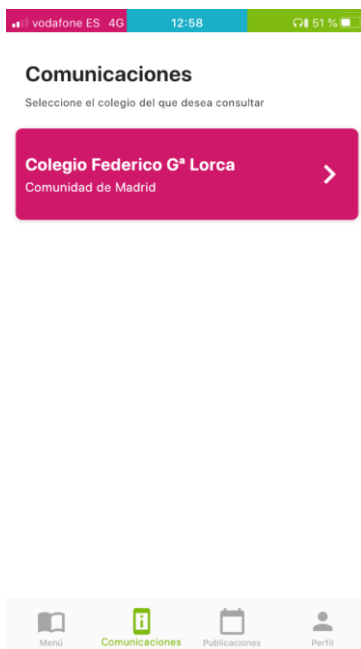 vodafone ES 4G 12:58 51 %
Comunicaciones
Seleccione el colegio del que desea consultar
Colegio Federico Gª Lorca
Comunidad de Madrid
Menú Comunicaciones Publicaciones Perfil